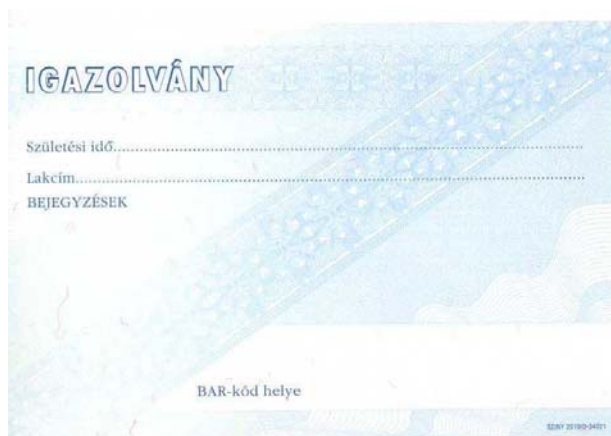 IGAZOLVÁNY
Születési idő..........
Lakcím..........
BEJEGYZÉSEK
BAR-kód helye